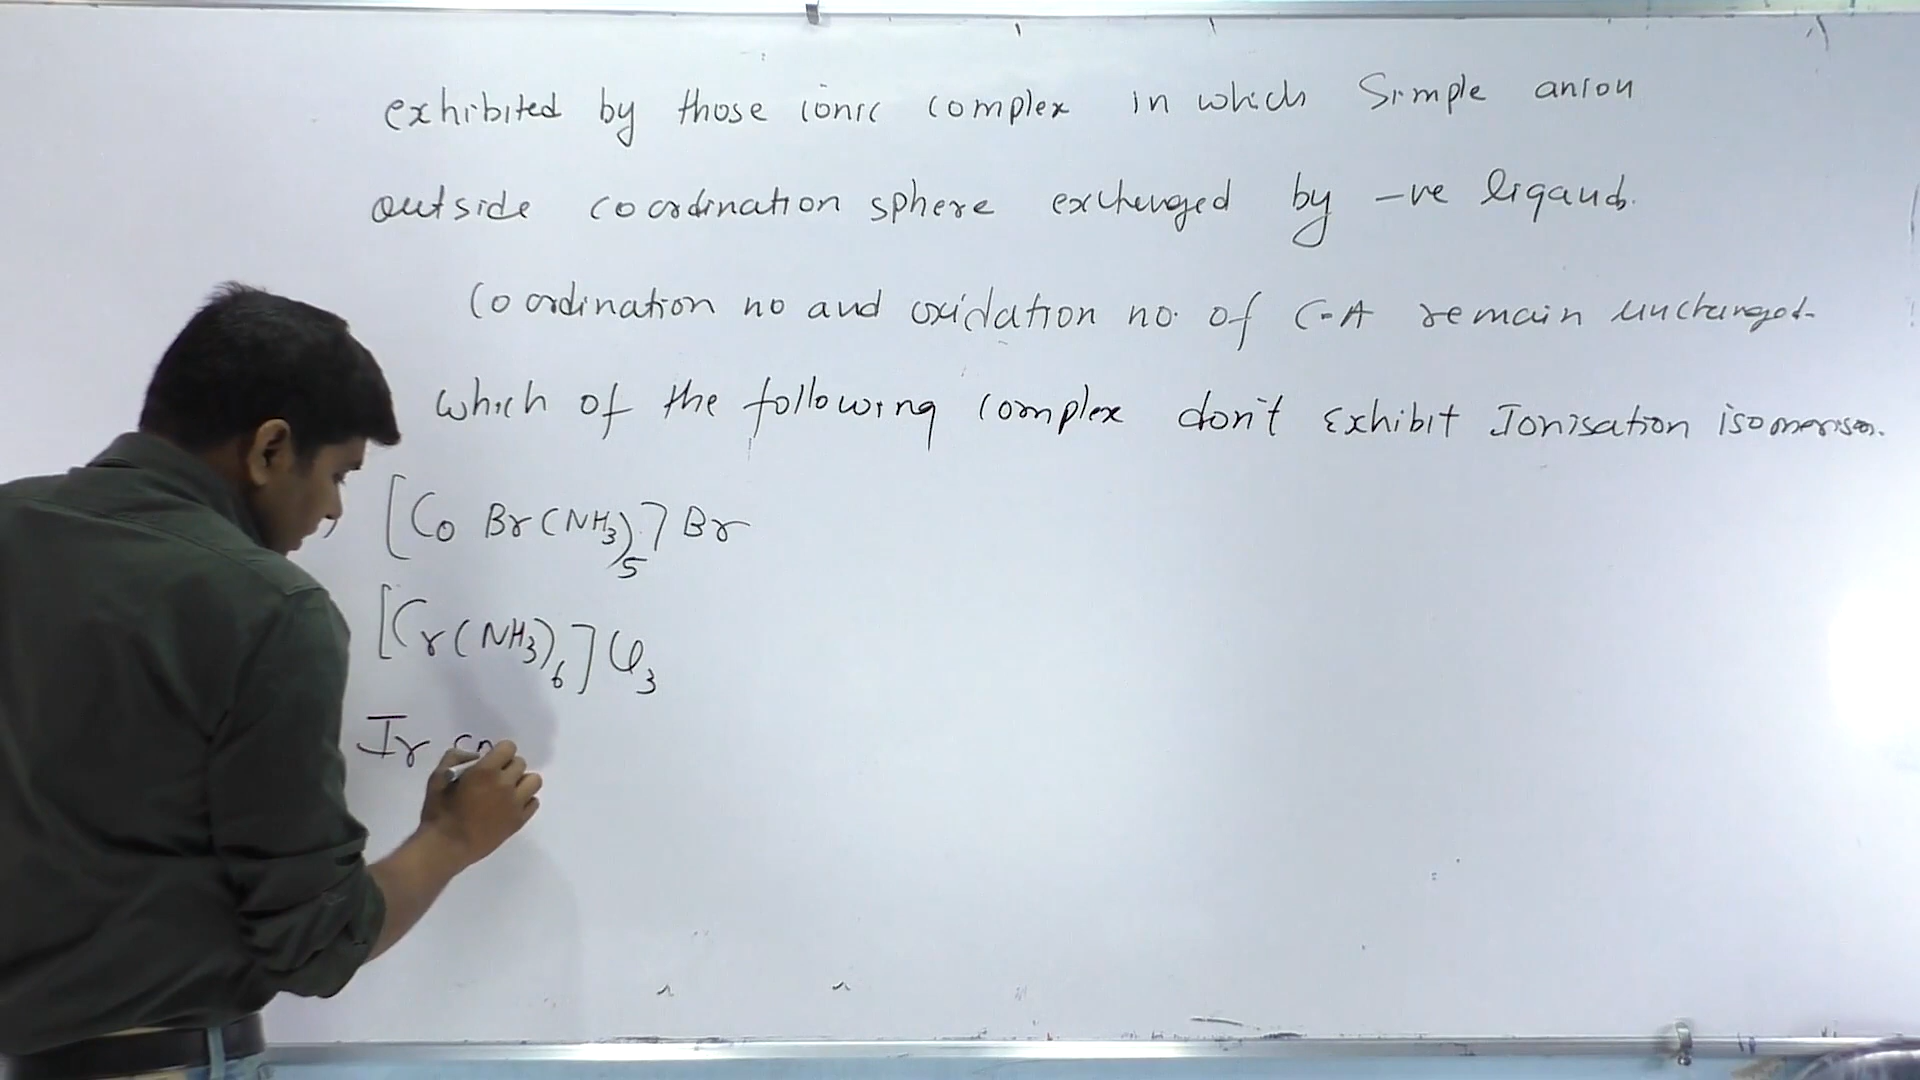 exhibited by those ionic complex in which Simple anion
outside coordination sphere exchanged by -ve ligands.
Coordination no and oxidation no. of C-A remain unchanged.
which of the following complex don't Exhibit Ionisation isomerism.
[Co Br(NH₃)₅] Br
[Cr(NH₃)₆]Cl₃
Ir